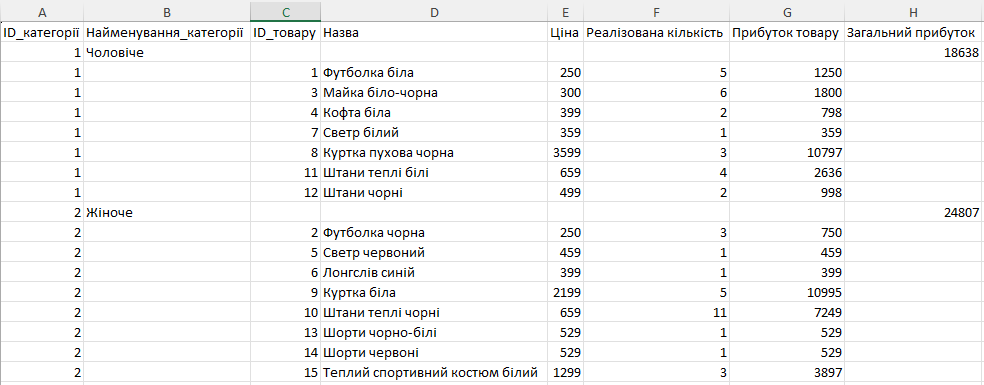 A B C D E F G H
ID_категорії Найменування_категорії ID_товару Назва Ціна Реалізована кількість Прибуток товару Загальний прибуток
1 Чоловіче 18638
1 1 Футболка біла 250 5 1250
1 3 Майка біло-чорна 300 6 1800
1 4 Кофта біла 399 2 798
1 7 Светр білий 359 1 359
1 8 Куртка пухова чорна 3599 3 10797
1 11 Штани теплі білі 659 4 2636
1 12 Штани чорні 499 2 998
2 Жіноче 24807
2 2 Футболка чорна 250 3 750
2 5 Светр червоний 459 1 459
2 6 Лонгслів синій 399 1 399
2 9 Куртка біла 2199 5 10995
2 10 Штани теплі чорні 659 11 7249
2 13 Шорти чорно-білі 529 1 529
2 14 Шорти червоні 529 1 529
2 15 Теплий спортивний костюм білий 1299 3 3897